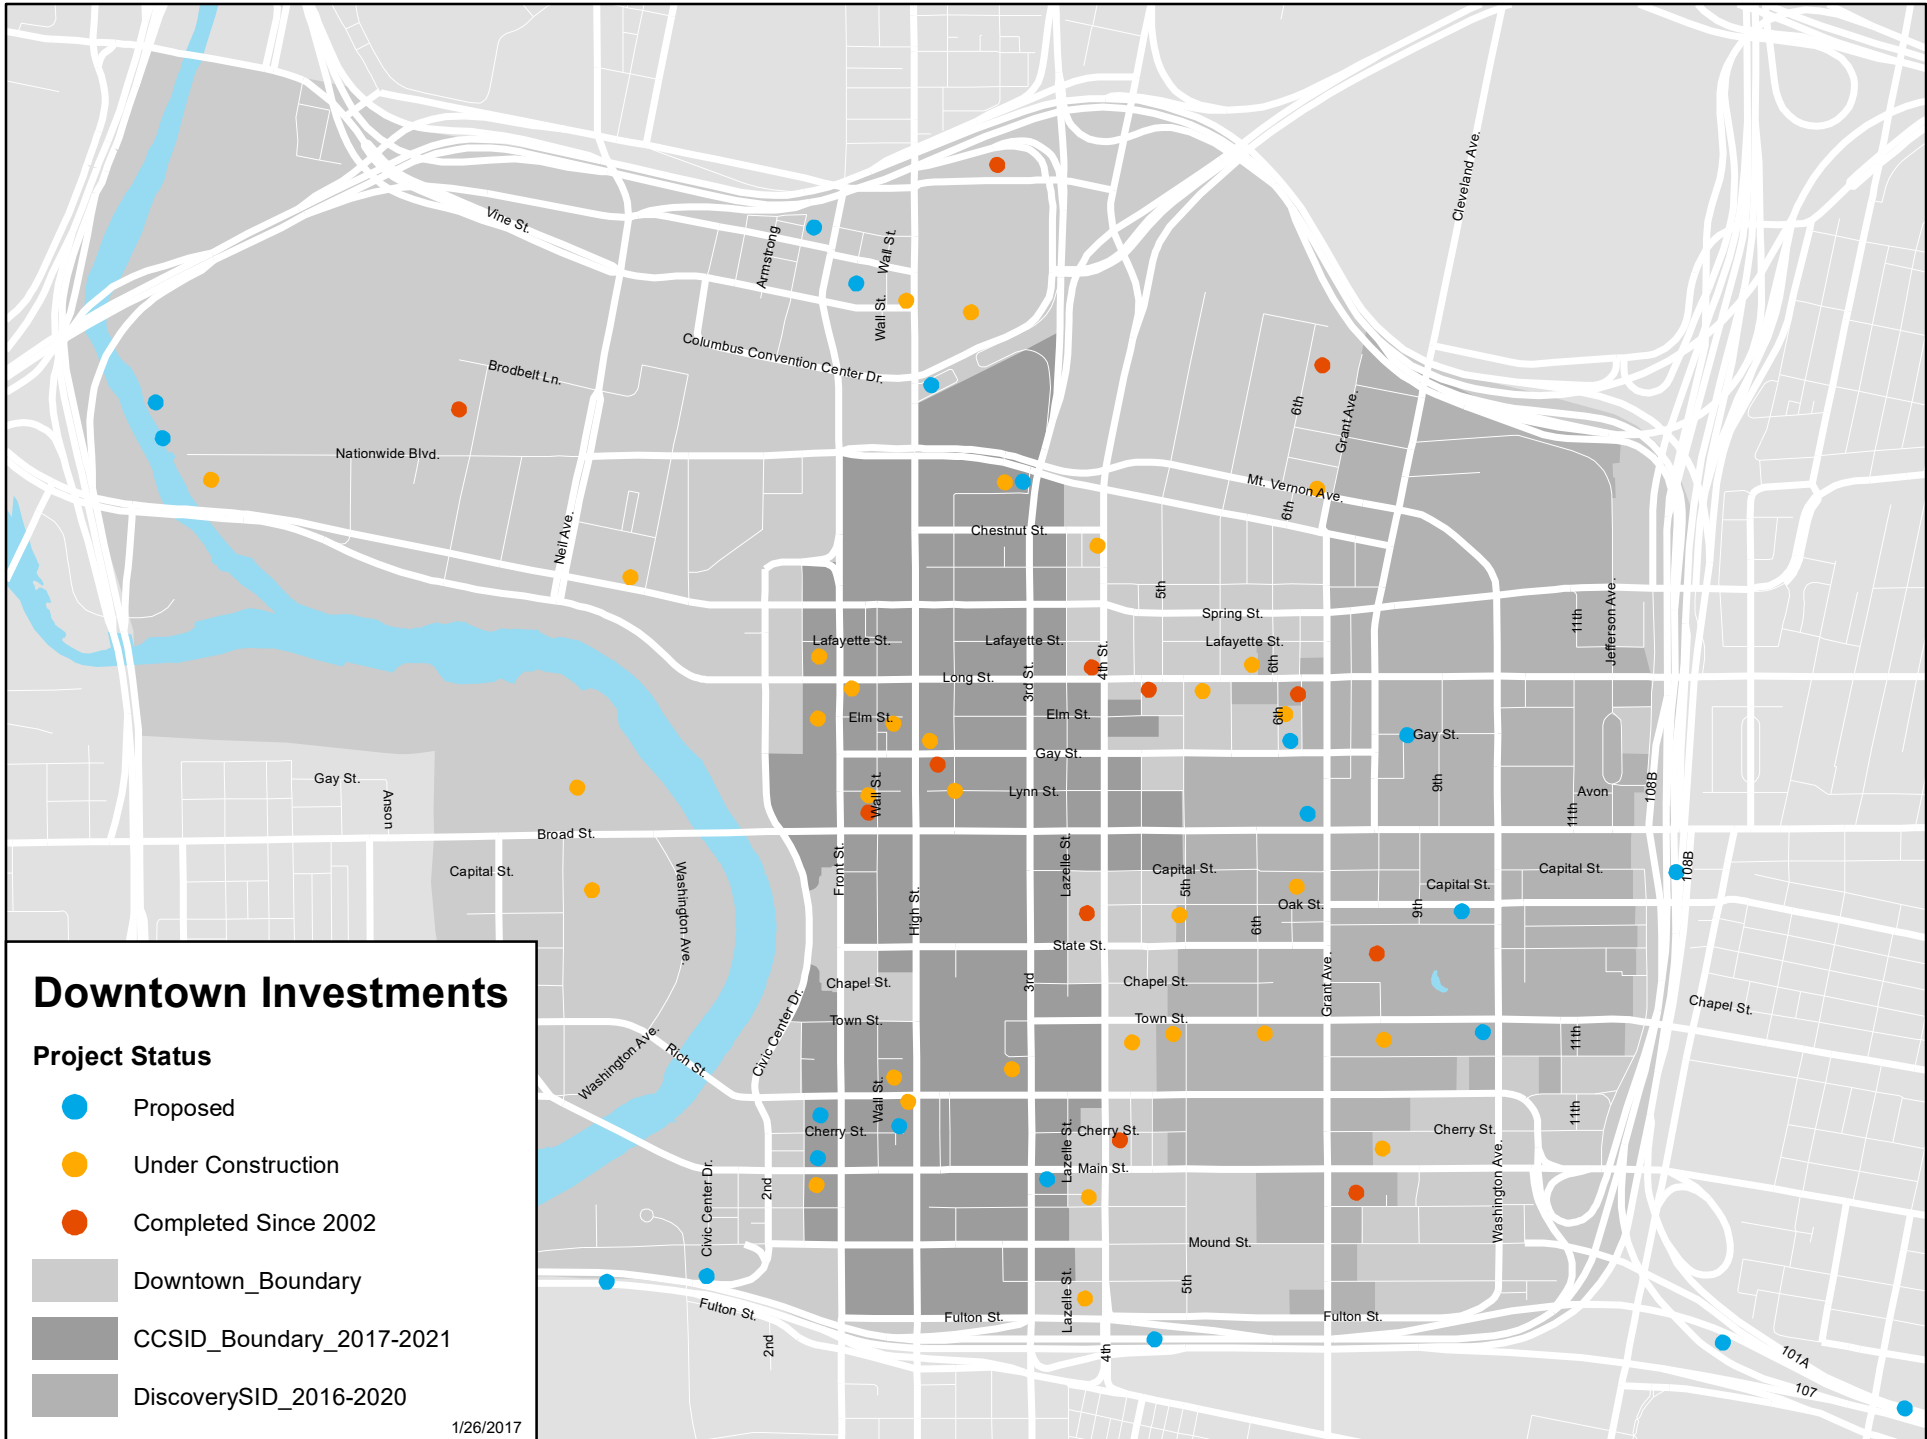 Cleveland Ave.
Vine St.
Armstrong
Wall St.
Wall St.
Columbus Convention Center Dr.
Brodbelt Ln.
6th
Grant Ave.
Nationwide Blvd.
Mt. Vernon Ave.
6th
Neil Ave.
Chestnut St.
5th
Spring St.
11th
Jefferson Ave.
Lafayette St.
Lafayette St.
Lafayette St.
6th
4th St.
3rd St.
Long St.
Elm St.
Elm St.
6th
Gay St.
Gay St.
Gay St.
Anson
Wall St.
Lynn St.
9th
Avon
11th
108B
Broad St.
Capital St.
Washington Ave.
Front St.
High St.
Lazelle St.
Capital St.
5th
Capital St.
Capital St.
108B
Oak St.
9th
6th
State St.
Chapel St.
3rd
Chapel St.
Grant Ave.
Chapel St.
Town St.
Town St.
11th
Civic Center Dr.
Washington Ave.
Rich St.
Wall St.
Cherry St.
Lazelle St.
Cherry St.
Cherry St.
11th
Main St.
Washington Ave.
2nd
Civic Center Dr.
Mound St.
5th
Lazelle St.
Fulton St.
Fulton St.
Fulton St.
2nd
4th
101A
107
Downtown Investments
Project Status
Proposed
Under Construction
Completed Since 2002
Downtown_Boundary
CCSID_Boundary_2017-2021
DiscoverySID_2016-2020
1/26/2017